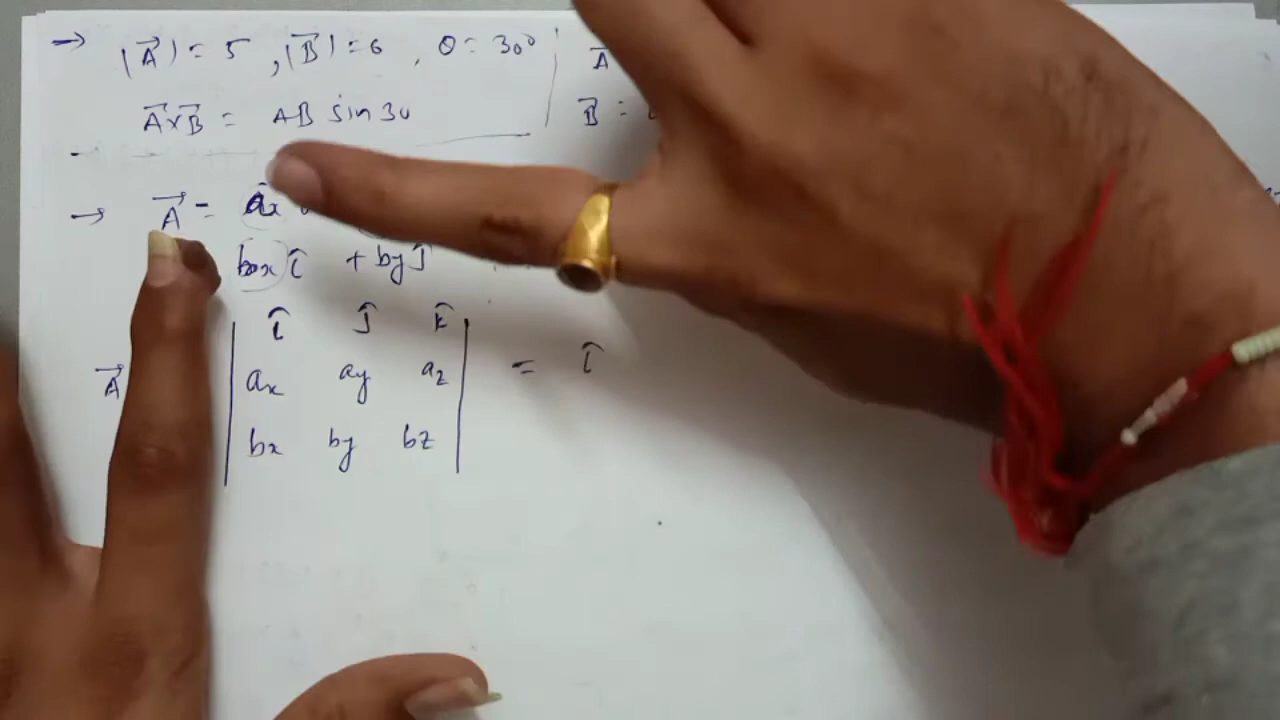 → |A⃗| = 5 , |B⃗| = 6 , θ = 30°
A⃗
A⃗×B⃗ = AB sin 30
B⃗ =
→ A⃗ = ax
bx î + by ĵ
î ĵ k̂
A⃗ ax ay az = î
bx by bz